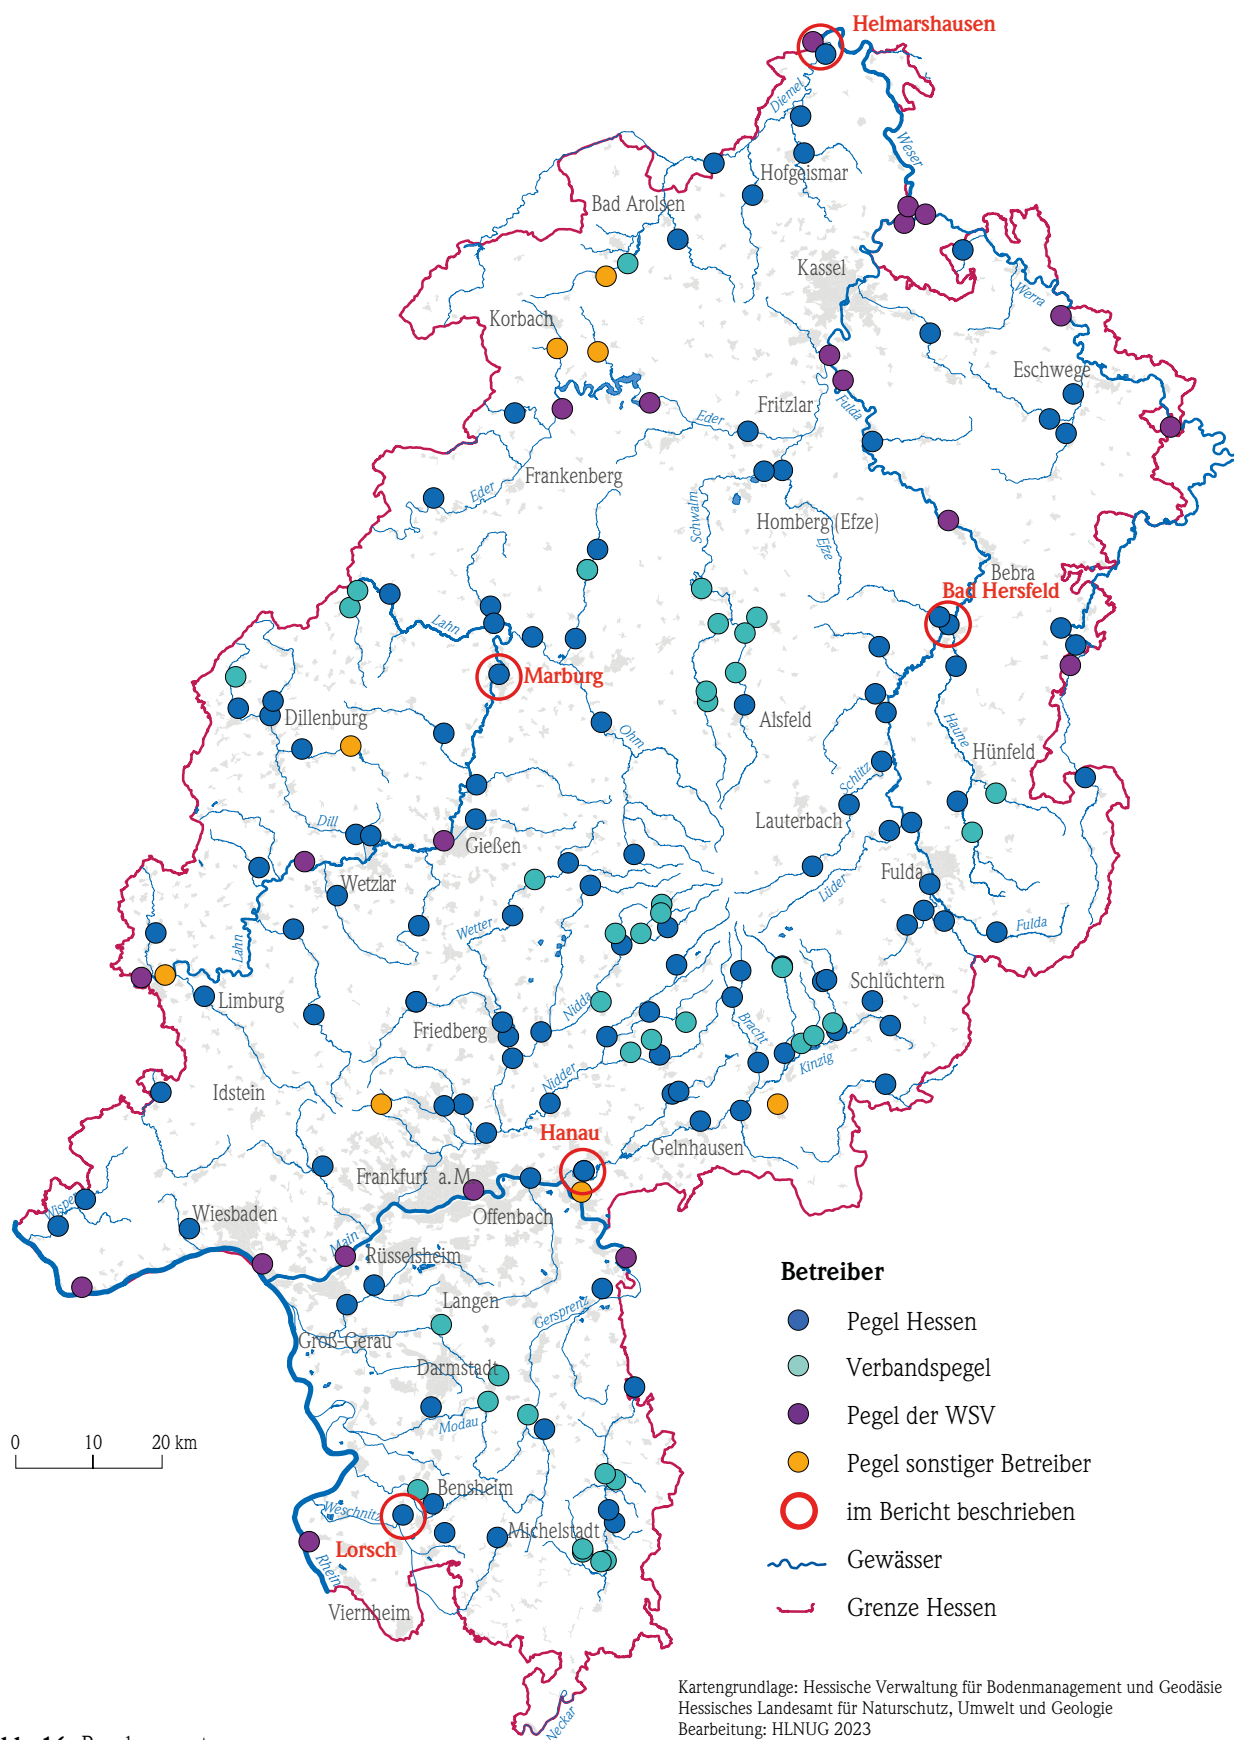 Helmarshausen
Diemel
Weser
Hofgeismar
Bad Arolsen
Kassel
Werra
Korbach
Eschwege
Fritzlar
Fulda
Eder
Frankenberg
Eder
Schwalm
Homberg (Efze)
Efze
Bebra
Bad Hersfeld
Lahn
Marburg
Dillenburg
Alsfeld
Ohm
Haune
Hünfeld
Schlitz
Lauterbach
Dill
Gießen
Wetzlar
Fulda
Lüder
Wetter
Fulda
Lahn
Limburg
Schlüchtern
Nidda
Friedberg
Bracht
Kinzig
Nidder
Idstein
Hanau
Gelnhausen
Frankfurt a.M.
Offenbach
Wisper
Wiesbaden
Main
Rüsselsheim
Langen
Gersprenz
Groß-Gerau
Darmstadt
Modau
Bensheim
Weschnitz
Michelstadt
Lorsch
Rhein
Viernheim
Neckar
0 10 20 km
Betreiber
Pegel Hessen
Verbandspegel
Pegel der WSV
Pegel sonstiger Betreiber
im Bericht beschrieben
Gewässer
Grenze Hessen
Kartengrundlage: Hessische Verwaltung für Bodenmanagement und Geodäsie
Hessisches Landesamt für Naturschutz, Umwelt und Geologie
Bearbeitung: HLNUG 2023